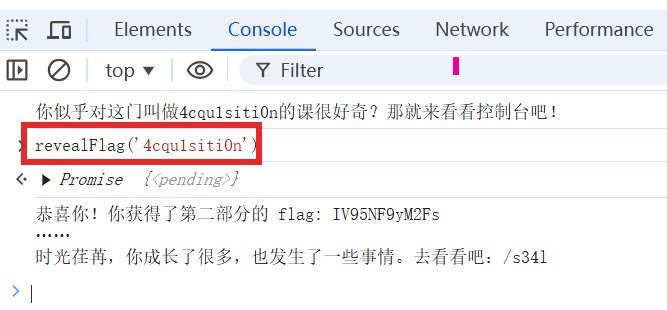 Elements Console Sources Network Performance
top Filter
你似乎对这门叫做4cqu1siti0n的课很好奇？那就来看看控制台吧！
revealFlag('4cqu1siti0n')
Promise {<pending>}
恭喜你！你获得了第二部分的 flag: IV95NF9yM2Fs
……
时光荏苒，你成长了很多，也发生了一些事情。去看看吧：/s34l